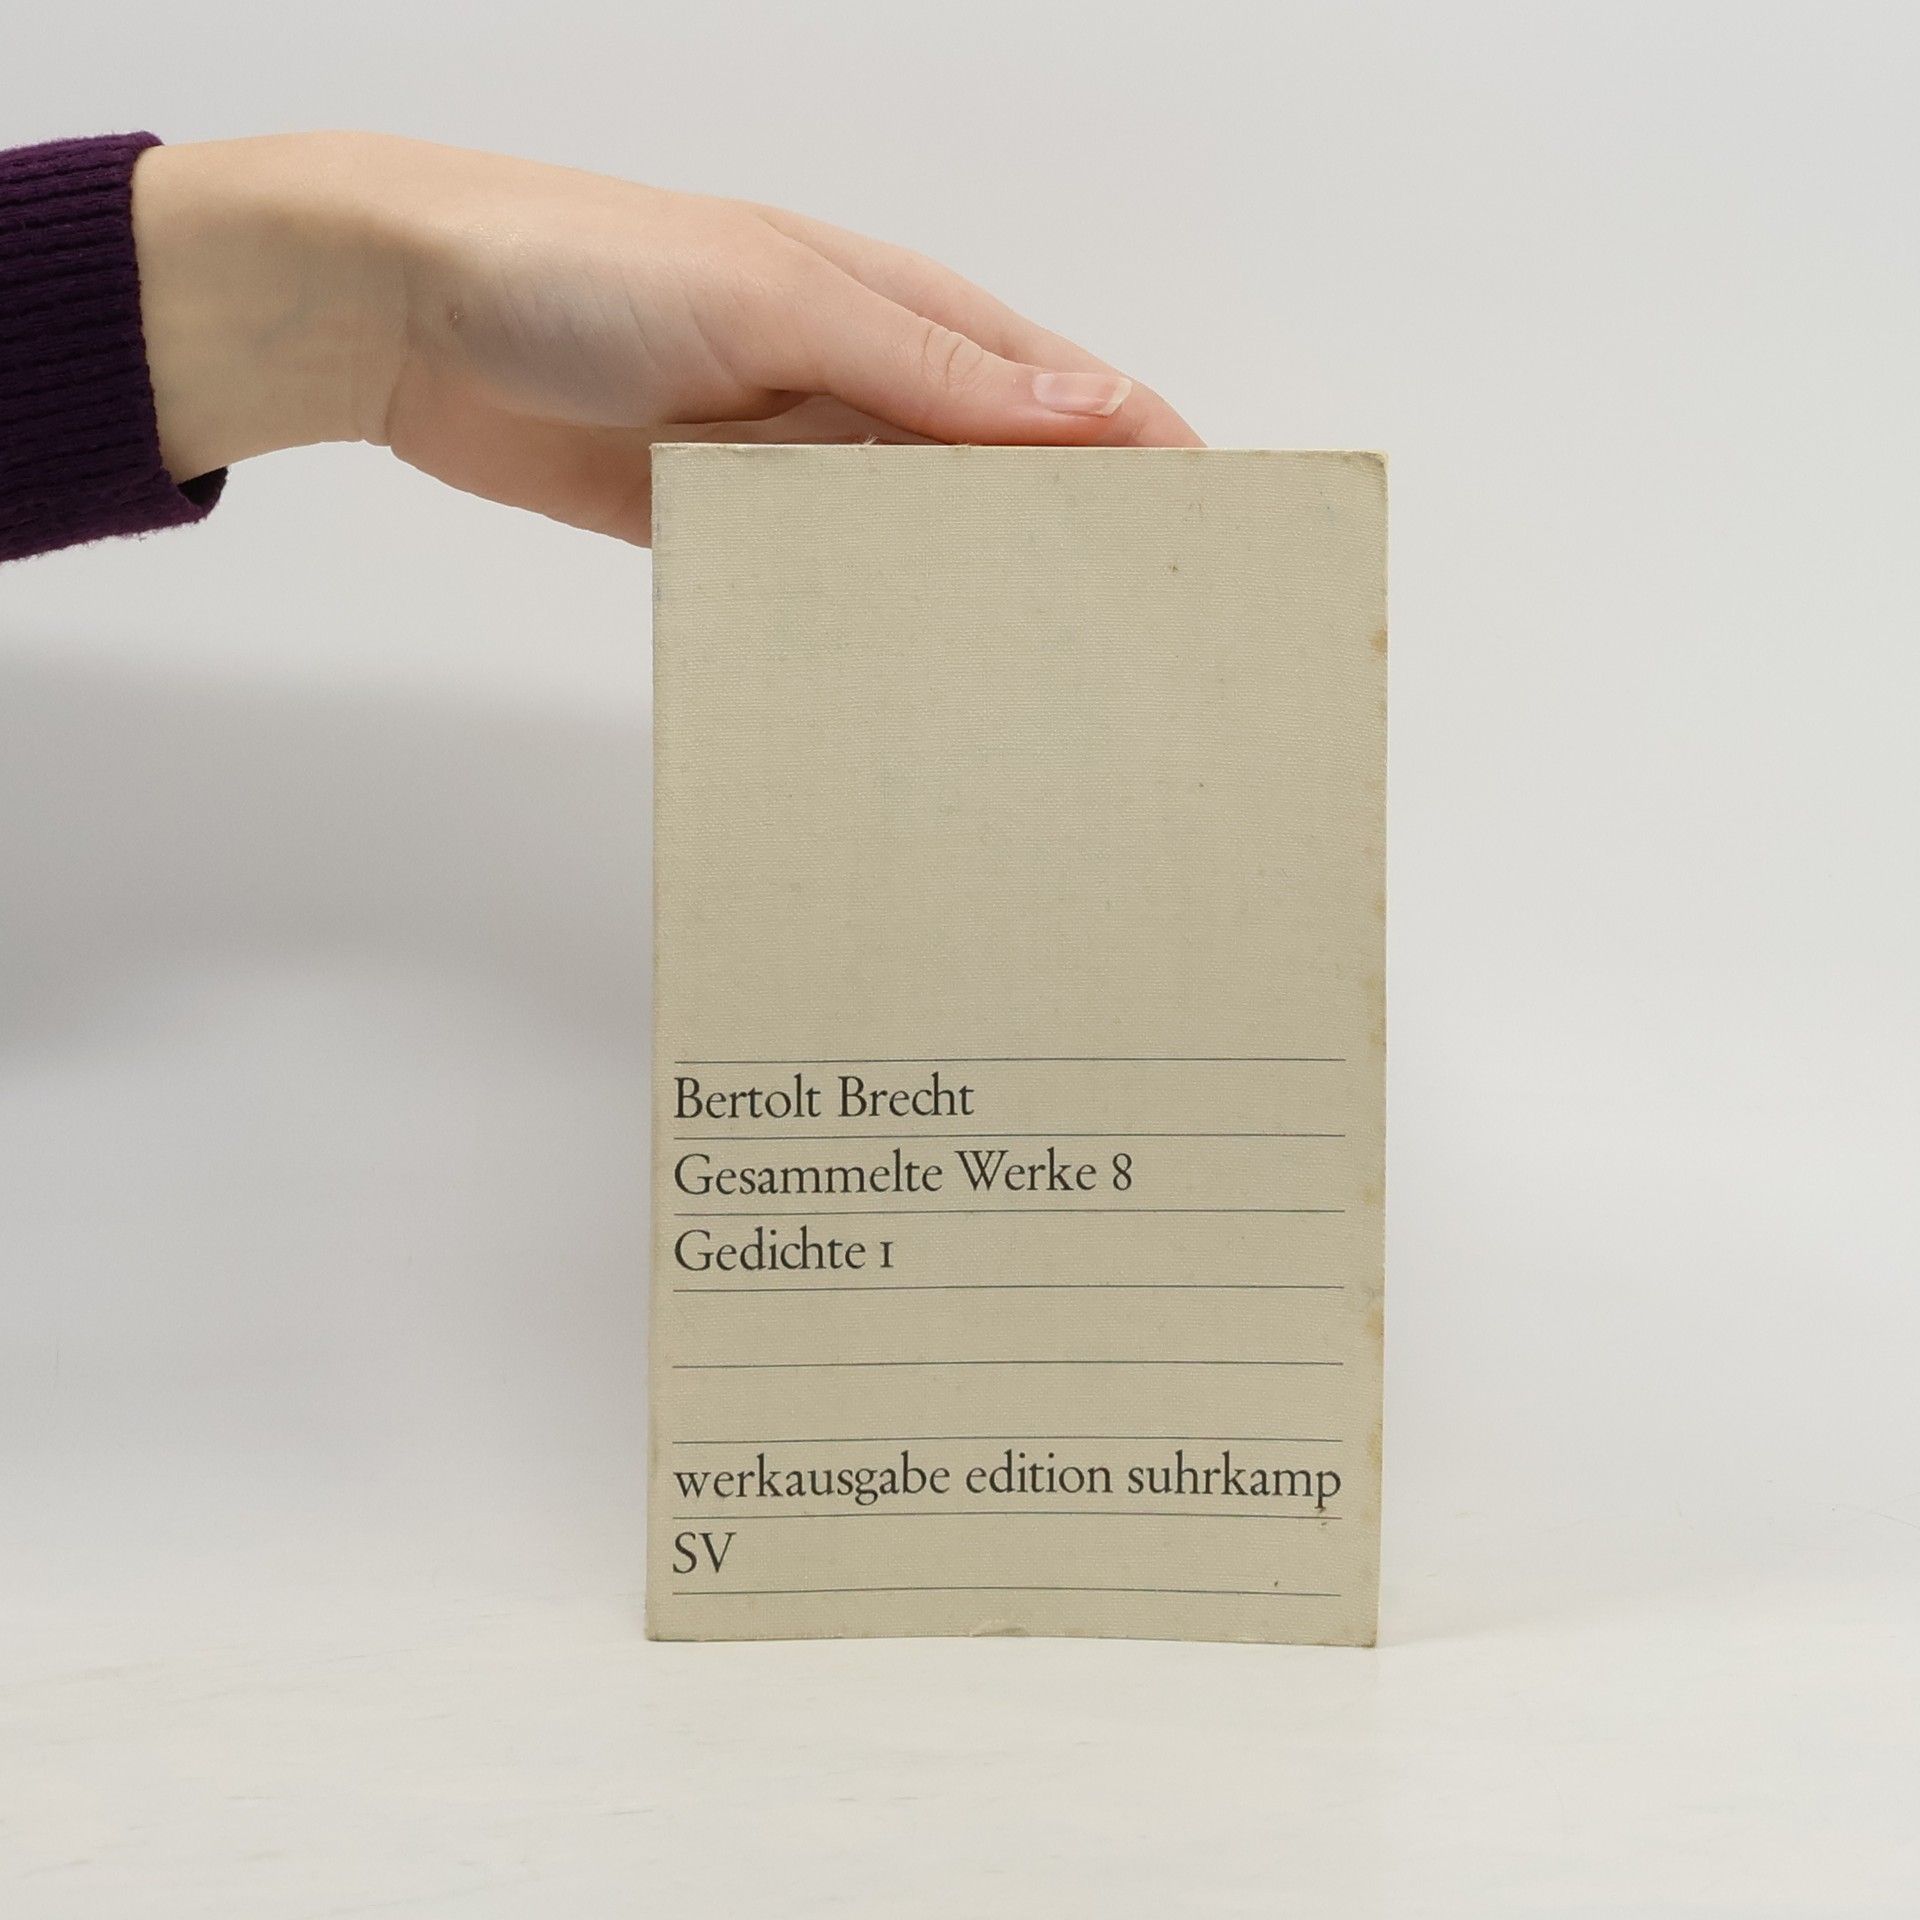 Bertolt Brecht
Gesammelte Werke 8
Gedichte 1
werkausgabe edition suhrkamp
SV